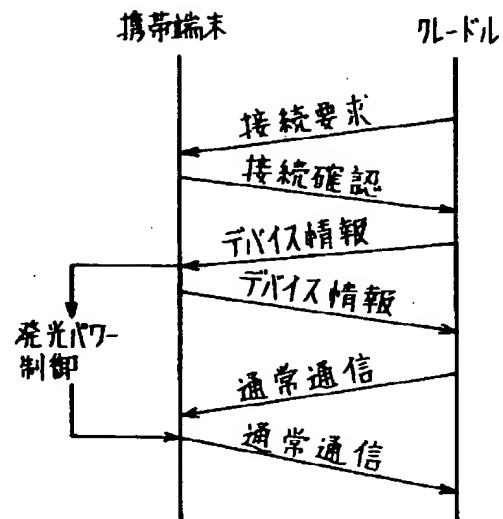 携帯端末
クレードル
接続要求
接続確認
デバイス情報
デバイス情報
発光パワー
制御
通常通信
通常通信